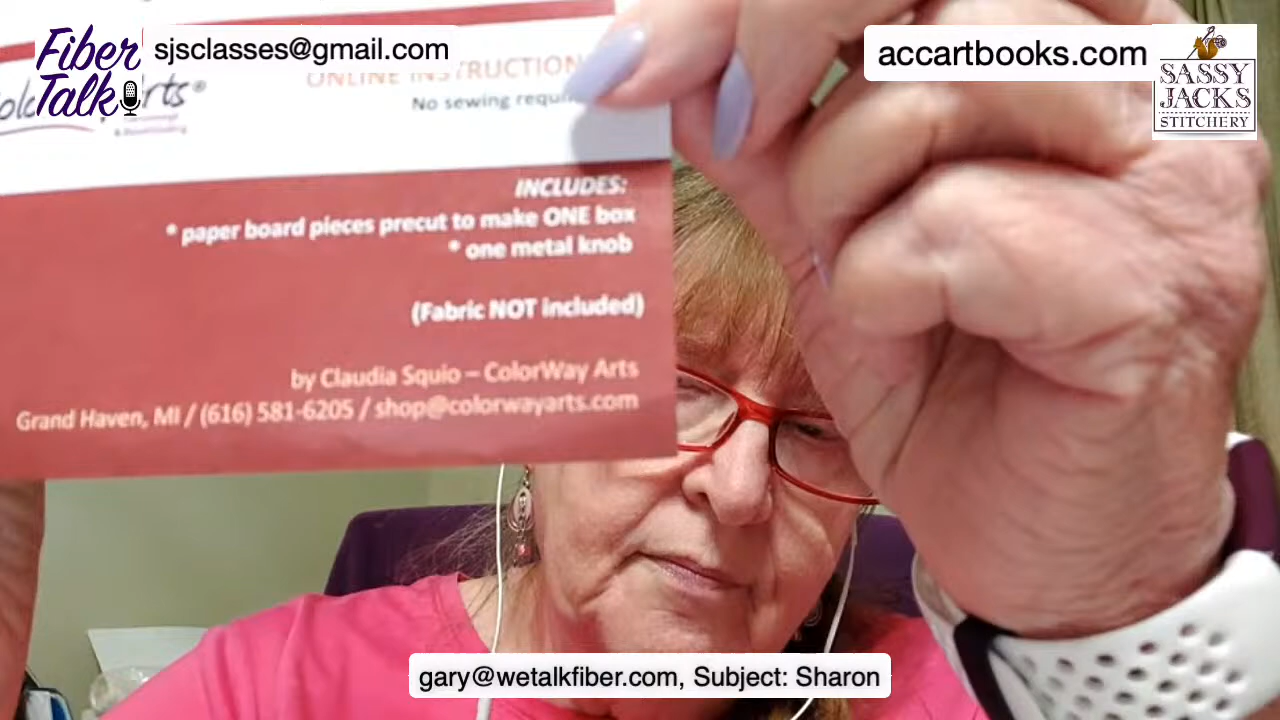 Fiber
Talk
sjsclasses@gmail.com
accartbooks.com
SASSY
JACKS
STITCHERY
ONLINE INSTRUCTION
No sewing
INCLUDES:
* paper board pieces precut to make ONE box
* one metal knob
(Fabric NOT included)
by Claudia Squio – ColorWay Arts
Grand Haven, MI / (616) 581-6205 / shop@colorwayarts.com
gary@wetalkfiber.com, Subject: Sharon